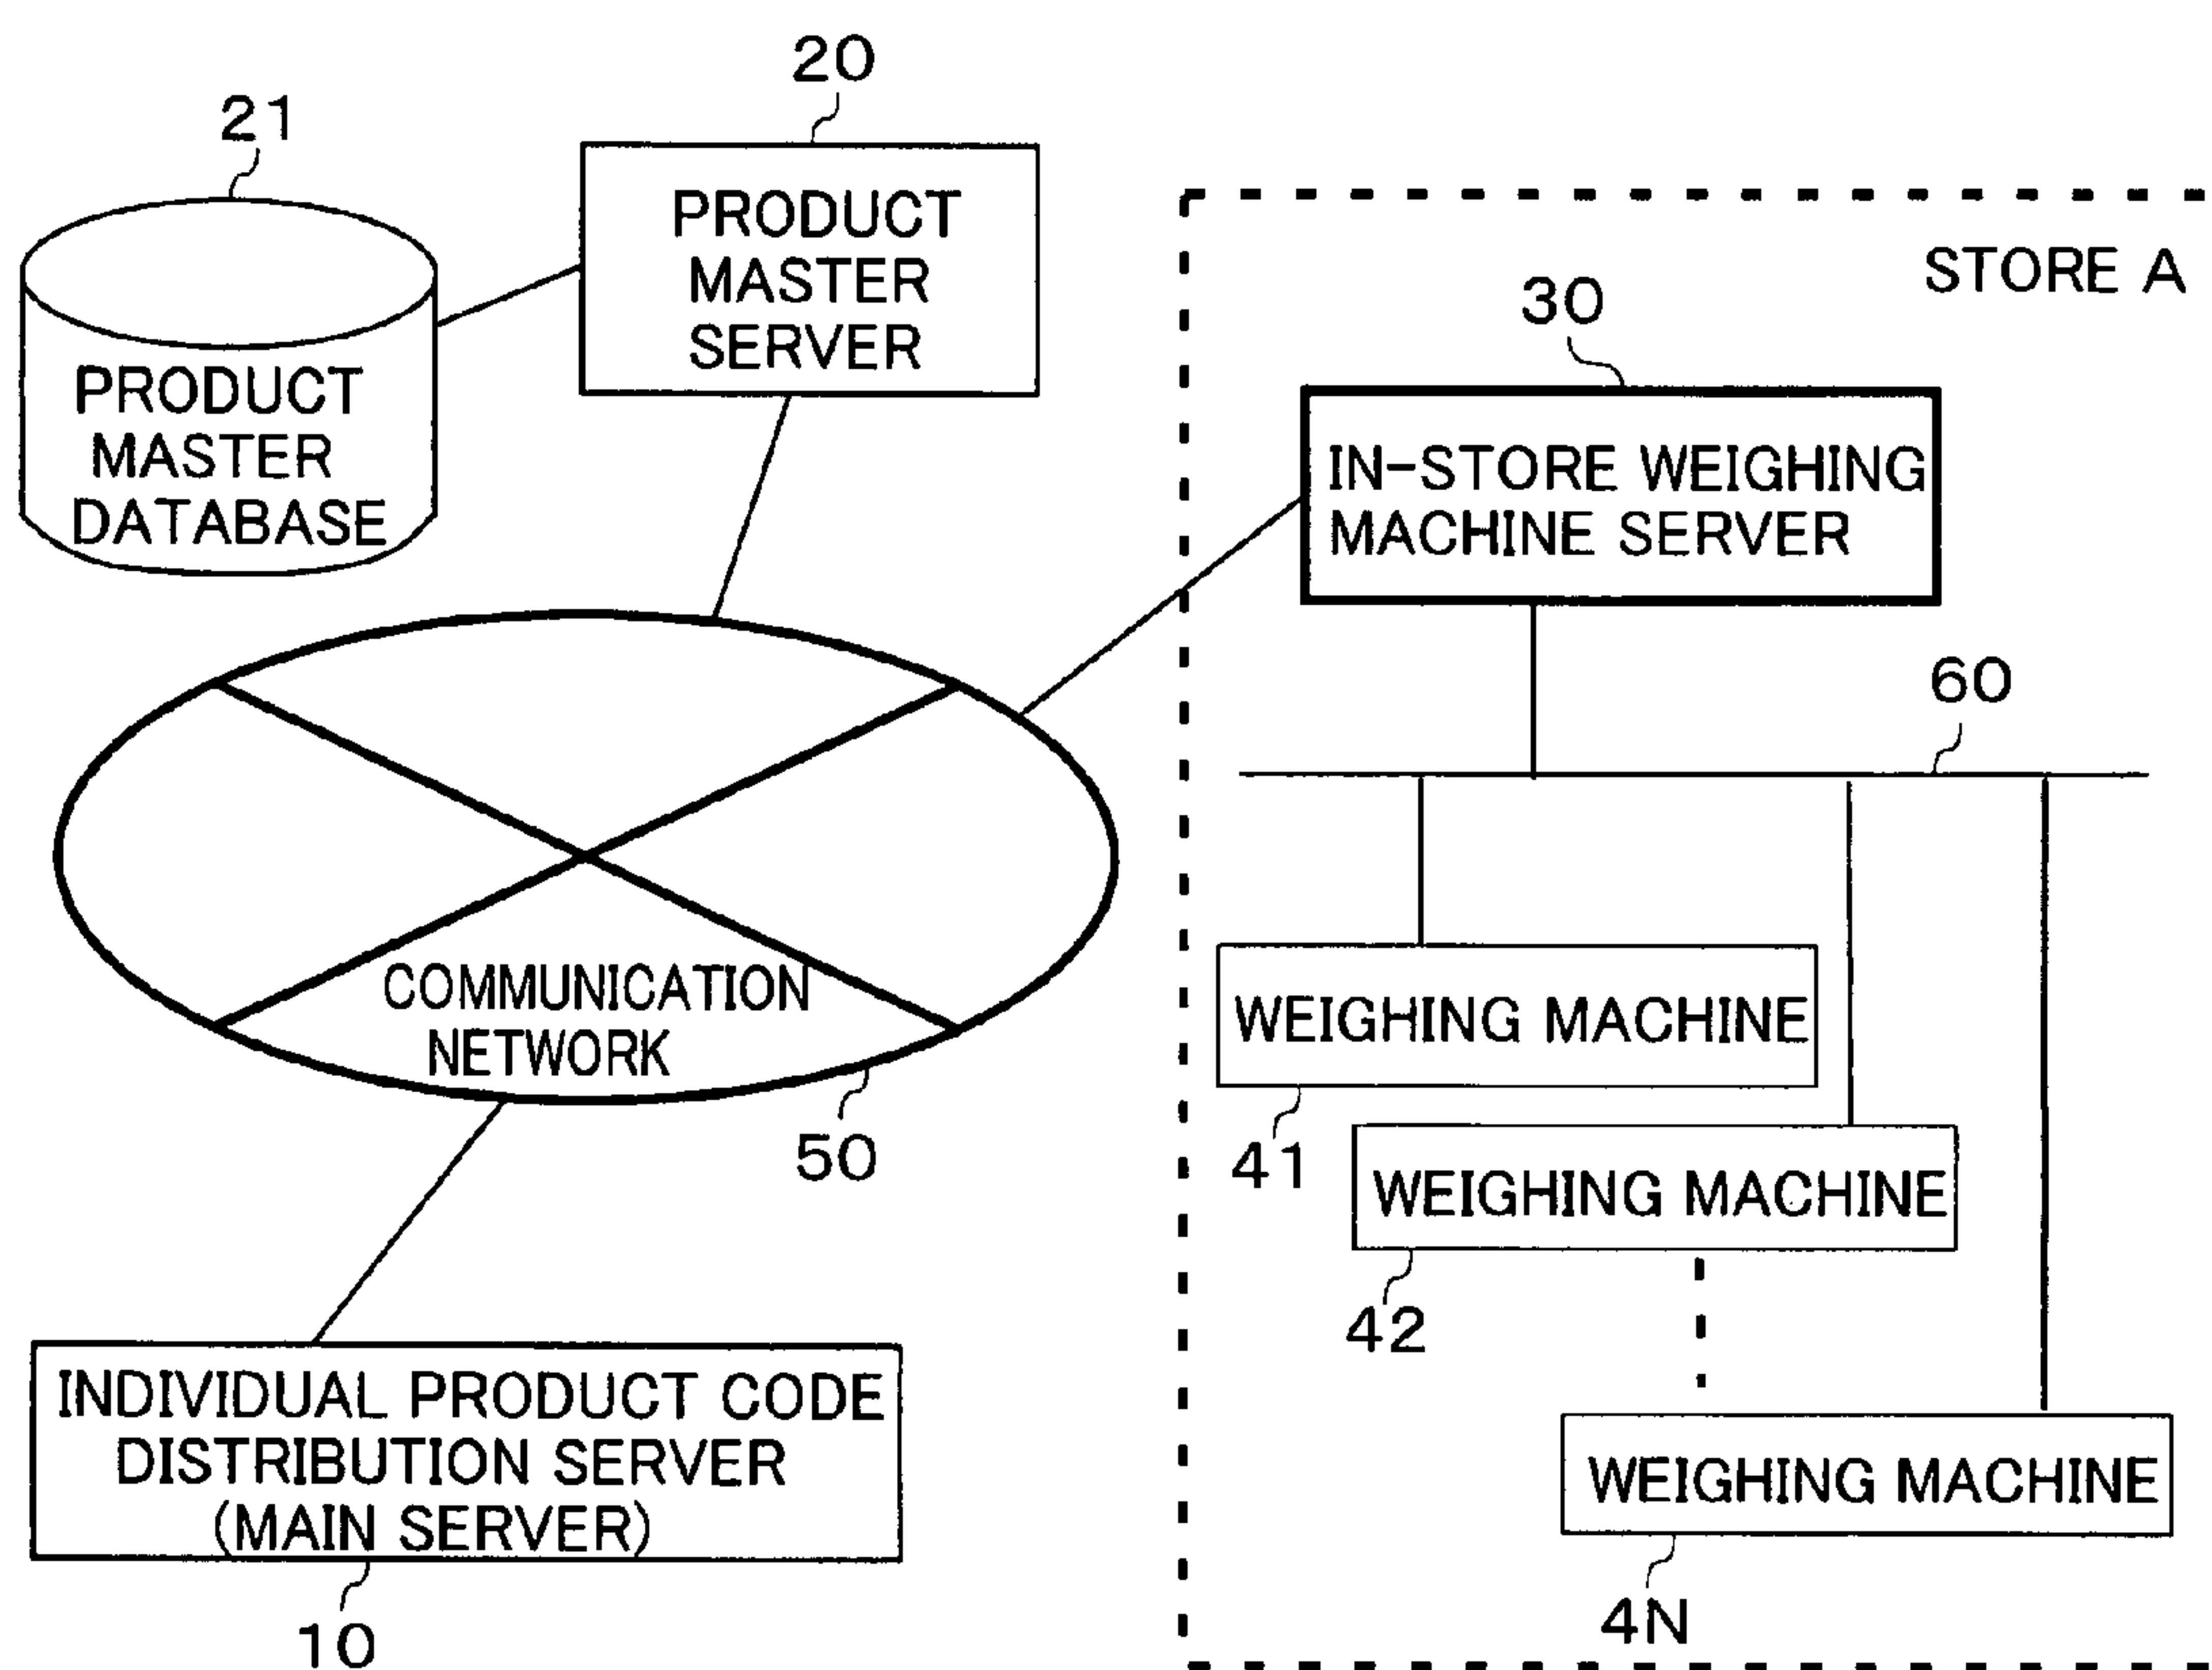 20
21
PRODUCT
MASTER
SERVER
STORE A
30
PRODUCT
MASTER
DATABASE
IN-STORE WEIGHING
MACHINE SERVER
60
COMMUNICATION
NETWORK
50
WEIGHING MACHINE
41
WEIGHING MACHINE
42
INDIVIDUAL PRODUCT CODE
DISTRIBUTION SERVER
(MAIN SERVER)
10
WEIGHING MACHINE
4N